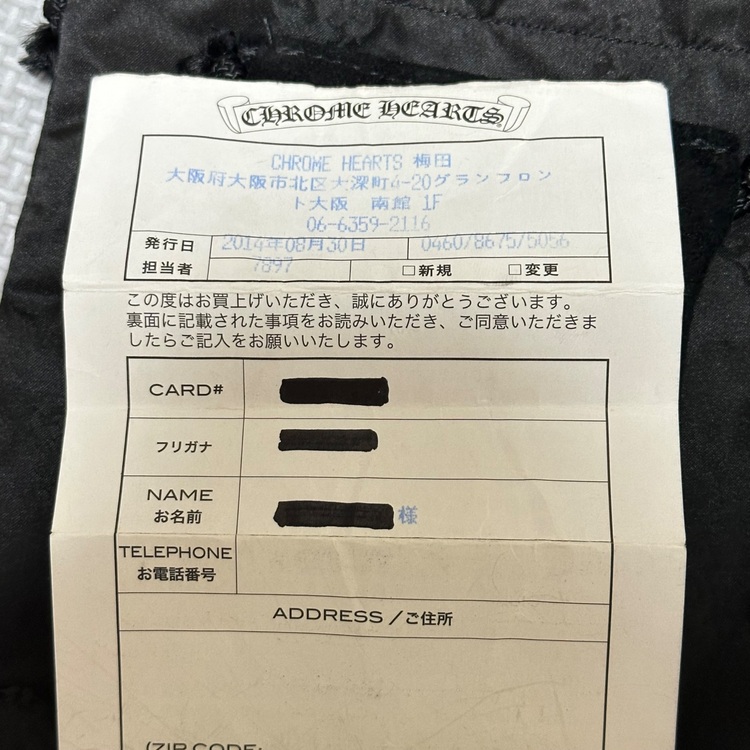 CHROME HEARTS
CHROME HEARTS 梅田
大阪府大阪市北区大深町4-20グランフロン
ト大阪 南館 1F
06-6359-2116
発行日 2014年08月30日 0460/8675/5056
担当者 7897 □新規 □変更
この度はお買上げいただき、誠にありがとうございます。
裏面に記載された事項をお読みいただき、ご同意いただきま
したらご記入をお願いいたします。
CARD#
フリガナ
NAME
お名前 様
TELEPHONE
お電話番号
ADDRESS/ご住所
(ZIP CODE: